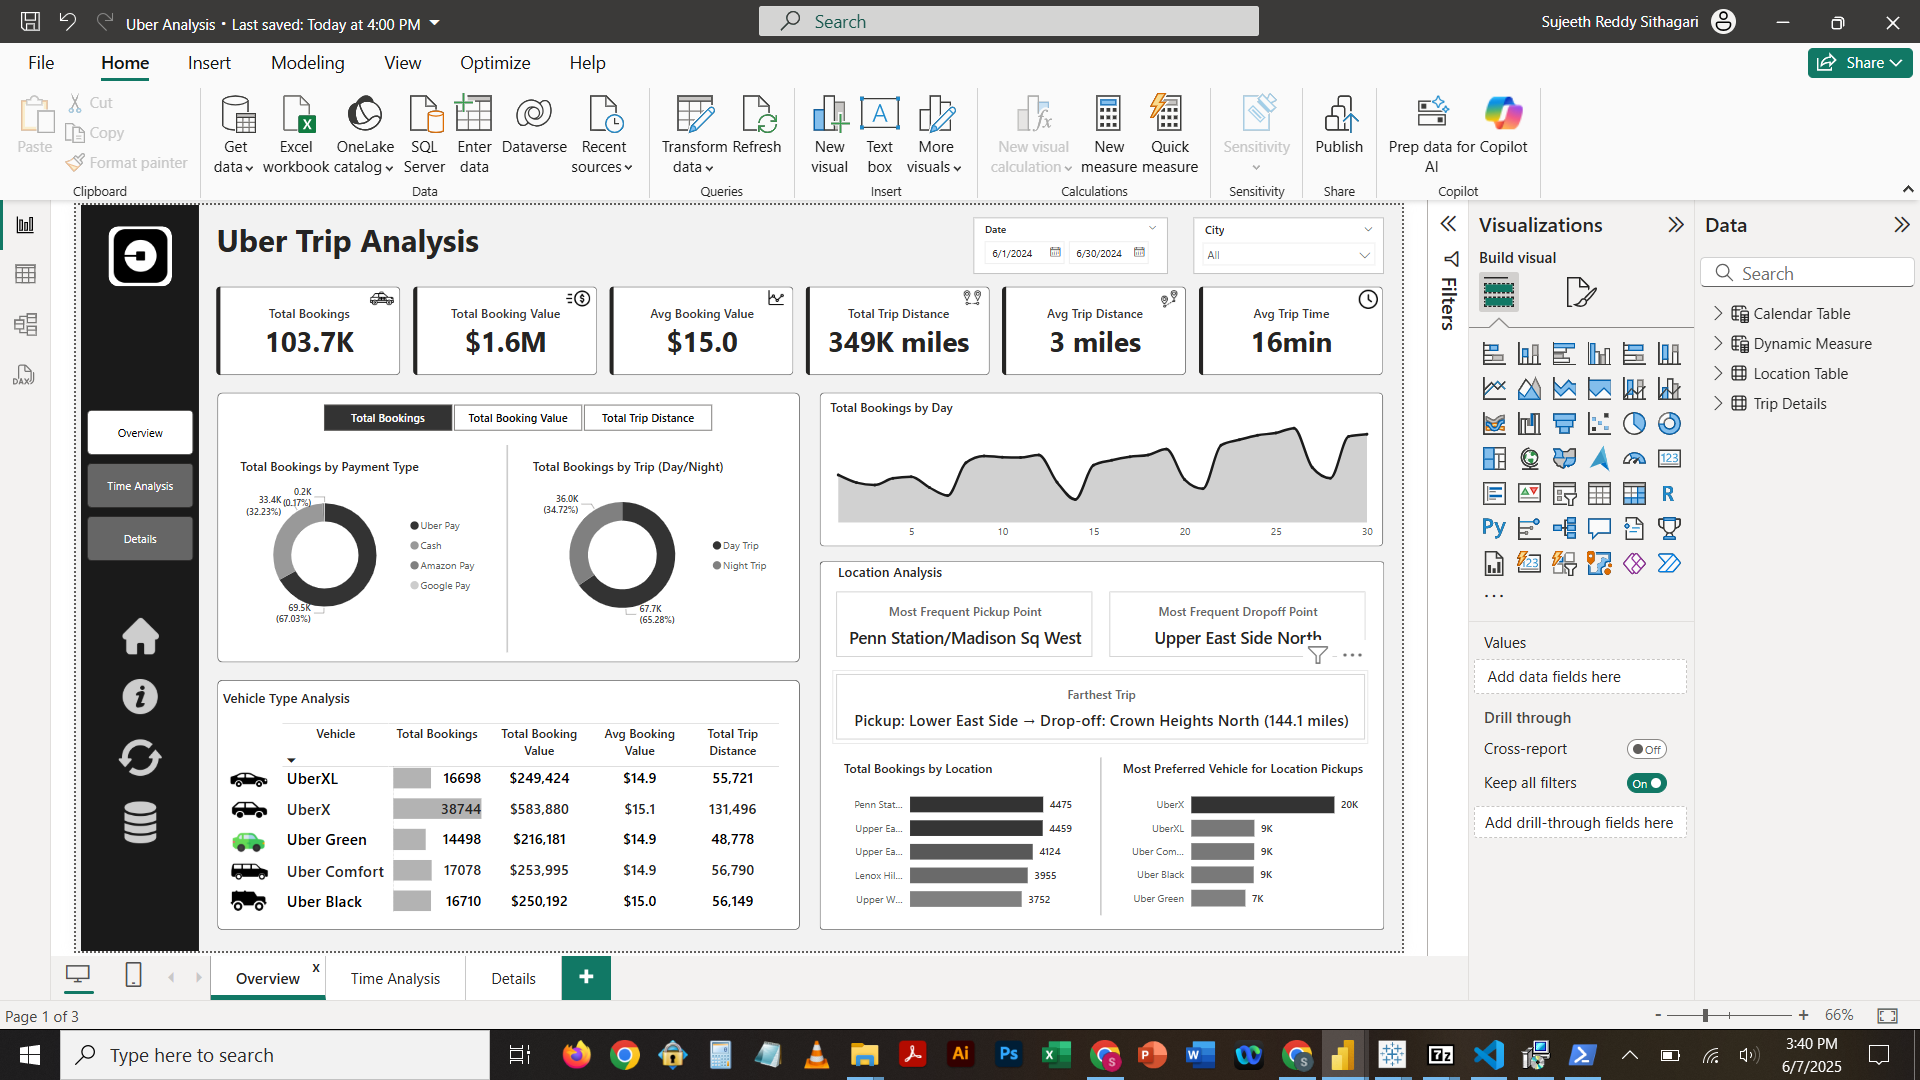 Uber Analysis • Last saved: Today at 4:00 PM
Search
Sujeeth Reddy Sithagari
File Home Insert Modeling View Optimize Help
Share
Paste
Cut
Copy
Format painter
Get data
Excel workbook
OneLake catalog
SQL Server
Enter data
Dataverse
Recent sources
Transform data
Refresh
New visual
Text box
More visuals
New visual calculation
New measure
Quick measure
Sensitivity
Publish
Prep data for AI
Copilot
Clipboard Data Queries Insert Calculations Sensitivity Share Copilot
Uber Trip Analysis
Date
6/1/2024 6/30/2024
City
All
Total Bookings
103.7K
Total Booking Value
$1.6M
Avg Booking Value
$15.0
Total Trip Distance
349K miles
Avg Trip Distance
3 miles
Avg Trip Time
16min
Overview
Time Analysis
Details
Total Bookings Total Booking Value Total Trip Distance
Total Bookings by Payment Type
0.2K
(0.17%)
33.4K
(32.23%)
69.5K
(67.03%)
Uber Pay
Cash
Amazon Pay
Google Pay
Total Bookings by Trip (Day/Night)
36.0K
(34.72%)
67.7K
(65.28%)
Day Trip
Night Trip
Total Bookings by Day
5 10 15 20 25 30
Location Analysis
Most Frequent Pickup Point
Penn Station/Madison Sq West
Most Frequent Dropoff Point
Upper East Side North
Farthest Trip
Pickup: Lower East Side → Drop-off: Crown Heights North (144.1 miles)
Vehicle Type Analysis
Vehicle Total Bookings Total Booking Value Avg Booking Value Total Trip Distance
UberXL 16698 $249,424 $14.9 55,721
UberX 38744 $583,880 $15.1 131,496
Uber Green 14498 $216,181 $14.9 48,778
Uber Comfort 17078 $253,995 $14.9 56,790
Uber Black 16710 $250,192 $15.0 56,149
Total Bookings by Location
Penn Stat... 4475
Upper Ea... 4459
Upper Ea... 4124
Lenox Hil... 3955
Upper W... 3752
Most Preferred Vehicle for Location Pickups
UberX 20K
UberXL 9K
Uber Com... 9K
Uber Black 9K
Uber Green 7K
Filters
Visualizations
Build visual
123
R
Py
123
...
Values
Add data fields here
Drill through
Cross-report Off
Keep all filters On
Add drill-through fields here
Data
Search
Calendar Table
Dynamic Measure
Location Table
Trip Details
DAX
Overview x
Time Analysis
Details
+
Page 1 of 3
- + 66%
Type here to search
Ai
Ps
7z
3:40 PM
6/7/2025